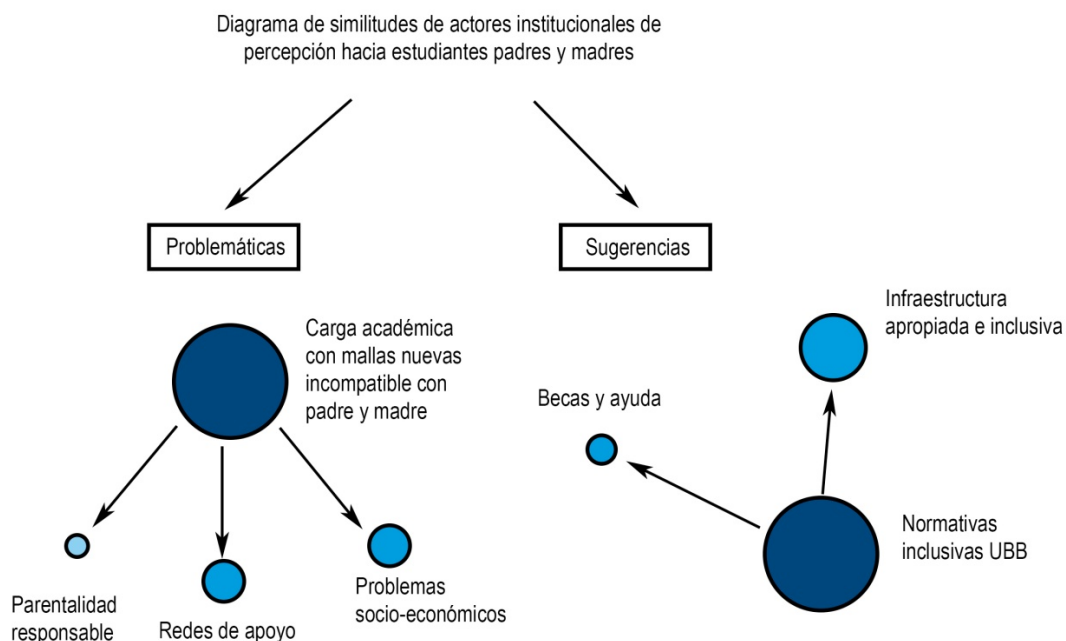 Diagrama de similitudes de actores institucionales de
percepción hacia estudiantes padres y madres
Problemáticas
Sugerencias
Carga académica
con mallas nuevas
incompatible con
padre y madre
Parentalidad
responsable
Redes de apoyo
Problemas
socio-económicos
Infraestructura
apropiada e inclusiva
Becas y ayuda
Normativas
inclusivas UBB